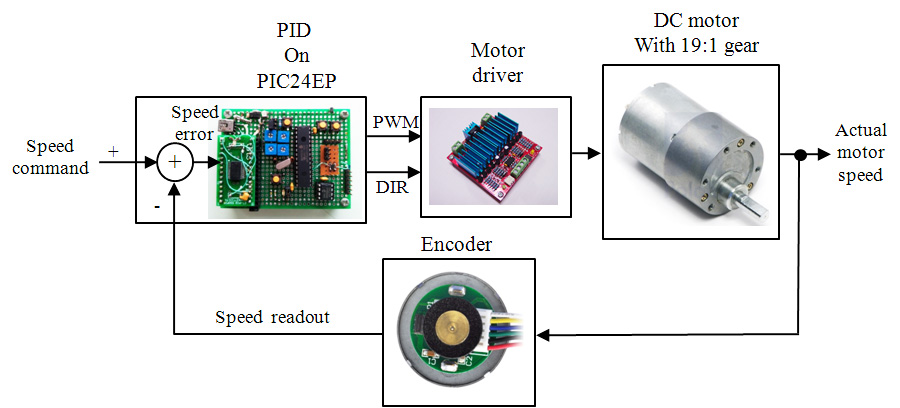 PID
On
PIC24EP
Motor
driver
DC motor
With 19:1 gear
Speed
error
PWM
DIR
Speed
command
+
+
-
Actual
motor
speed
Encoder
Speed readout